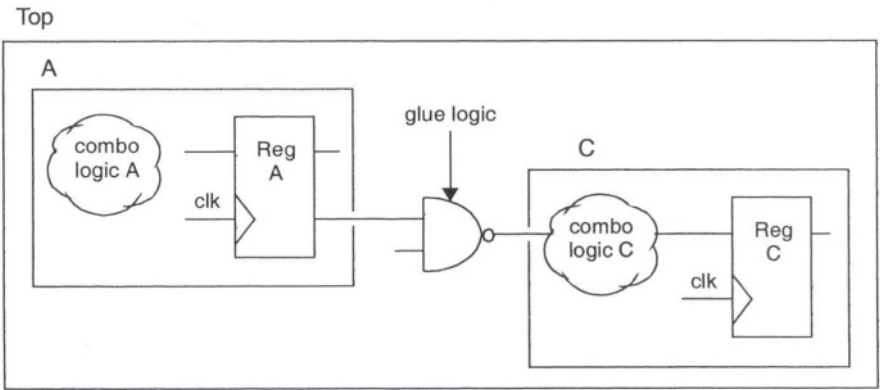 Top
A
combo
logic A
Reg
A
clk
glue logic
C
combo
logic C
Reg
C
clk